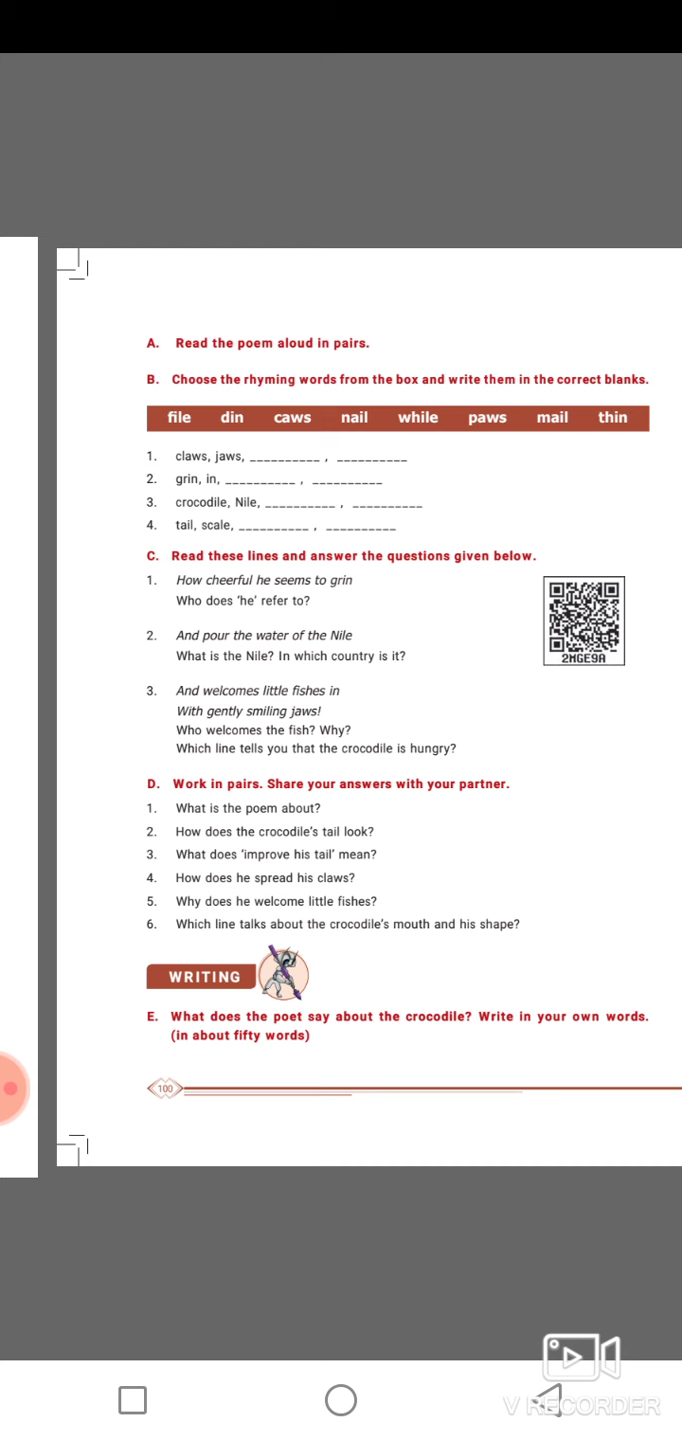 A. Read the poem aloud in pairs.
B. Choose the rhyming words from the box and write them in the correct blanks.
file din caws nail while paws mail thin
1. claws, jaws, __________ , __________
2. grin, in, __________ , __________
3. crocodile, Nile, __________ , __________
4. tail, scale, __________ , __________
C. Read these lines and answer the questions given below.
1. How cheerful he seems to grin
Who does ‘he’ refer to?
2. And pour the water of the Nile
What is the Nile? In which country is it?
2MGE9A
3. And welcomes little fishes in
With gently smiling jaws!
Who welcomes the fish? Why?
Which line tells you that the crocodile is hungry?
D. Work in pairs. Share your answers with your partner.
1. What is the poem about?
2. How does the crocodile’s tail look?
3. What does ‘improve his tail’ mean?
4. How does he spread his claws?
5. Why does he welcome little fishes?
6. Which line talks about the crocodile’s mouth and his shape?
WRITING
E. What does the poet say about the crocodile? Write in your own words.
(in about fifty words)
100
V RECORDER